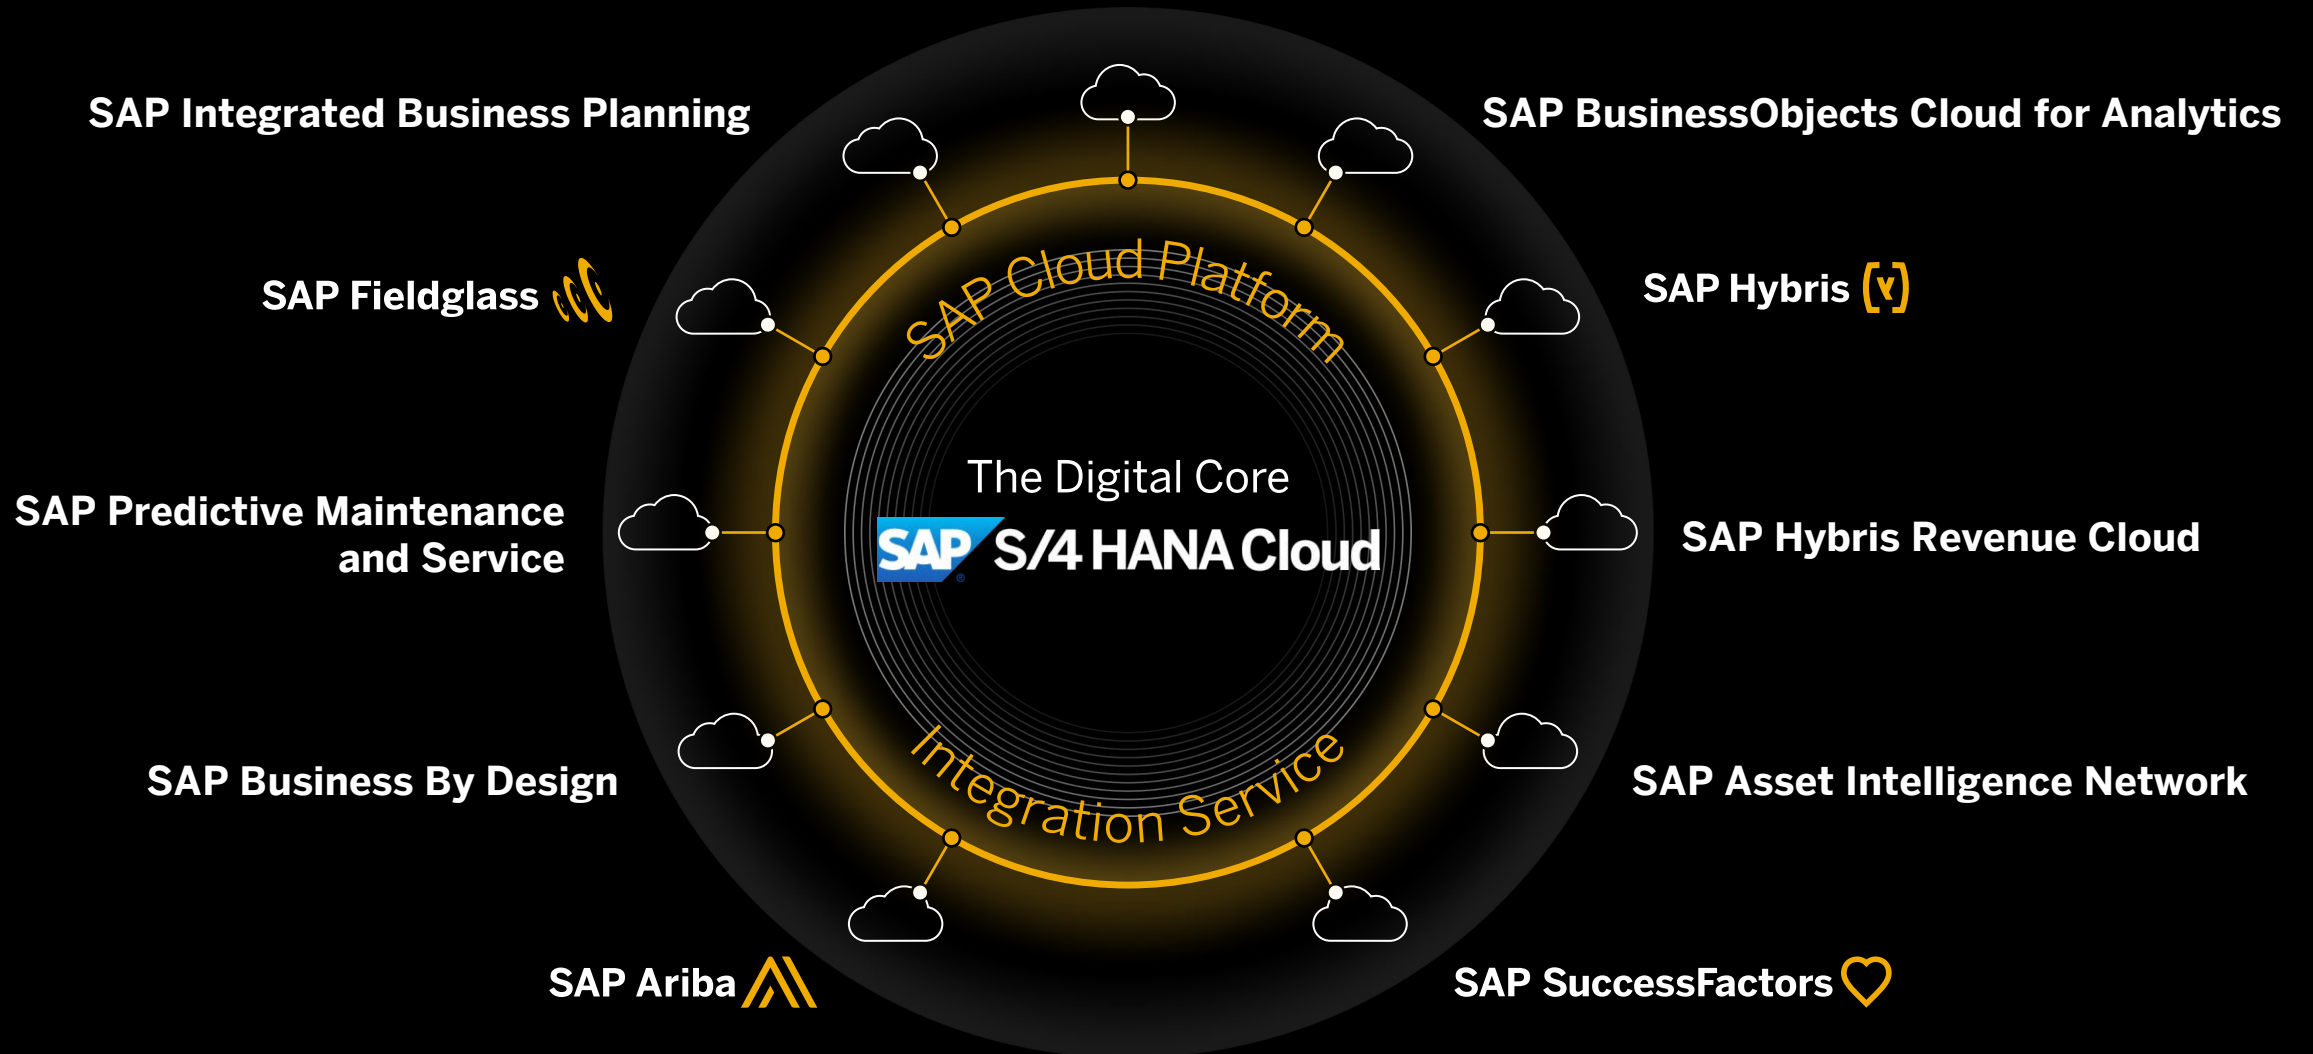 SAP Integrated Business Planning
SAP BusinessObjects Cloud for Analytics
SAP Fieldglass
SAP Cloud Platform
SAP Hybris
The Digital Core
SAP® S/4 HANA Cloud
SAP Predictive Maintenance
and Service
SAP Hybris Revenue Cloud
Integration Service
SAP Business By Design
SAP Asset Intelligence Network
SAP Ariba
SAP SuccessFactors